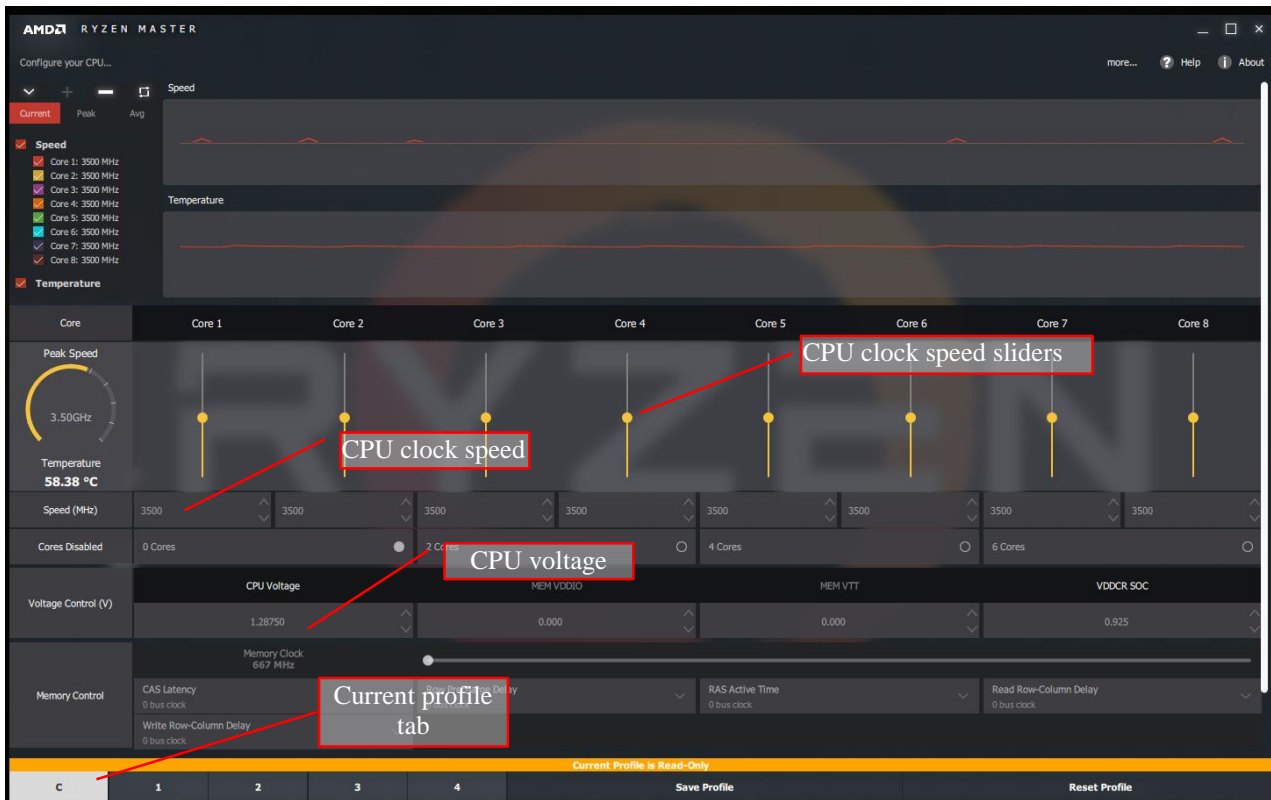 AMD RYZEN MASTER
Configure your CPU...
more... ? Help i About
Speed
Current Peak Avg
Speed
Core 1: 3500 MHz
Core 2: 3500 MHz
Core 3: 3500 MHz
Core 4: 3500 MHz
Core 5: 3500 MHz
Core 6: 3500 MHz
Core 7: 3500 MHz
Core 8: 3500 MHz
Temperature
Temperature
Core Core 1 Core 2 Core 3 Core 4 Core 5 Core 6 Core 7 Core 8
Peak Speed
3.50GHz
Temperature
58.38 °C
RYZEN
CPU clock speed sliders
CPU clock speed
Speed (MHz) 3500 3500 3500 3500 3500 3500 3500 3500
Cores Disabled 0 Cores 2 Cores 4 Cores 6 Cores
CPU voltage
Voltage Control (V) CPU Voltage MEM VDDIO MEM VTT VDDCR SOC
1.28750 0.000 0.000 0.925
Memory Control
Memory Clock
667 MHz
CAS Latency
0 bus clock
Delay
RAS Active Time
0 bus clock
Read Row-Column Delay
0 bus clock
Write Row-Column Delay
0 bus clock
Current profile
tab
Current Profile is Read-Only
C 1 2 3 4 Save Profile Reset Profile